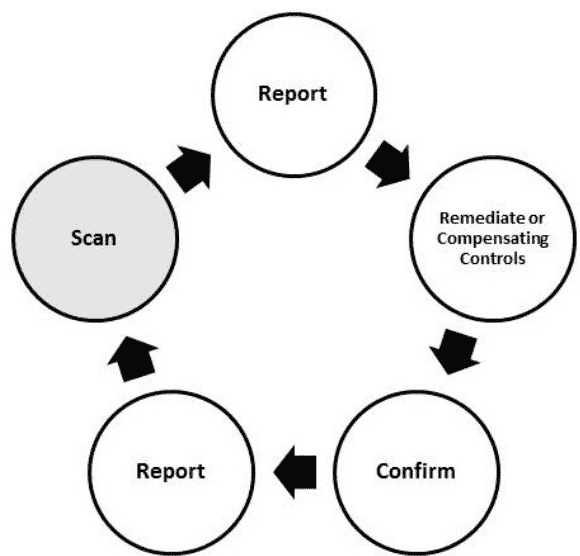 Report
Scan
Remediate or
Compensating
Controls
Report
Confirm